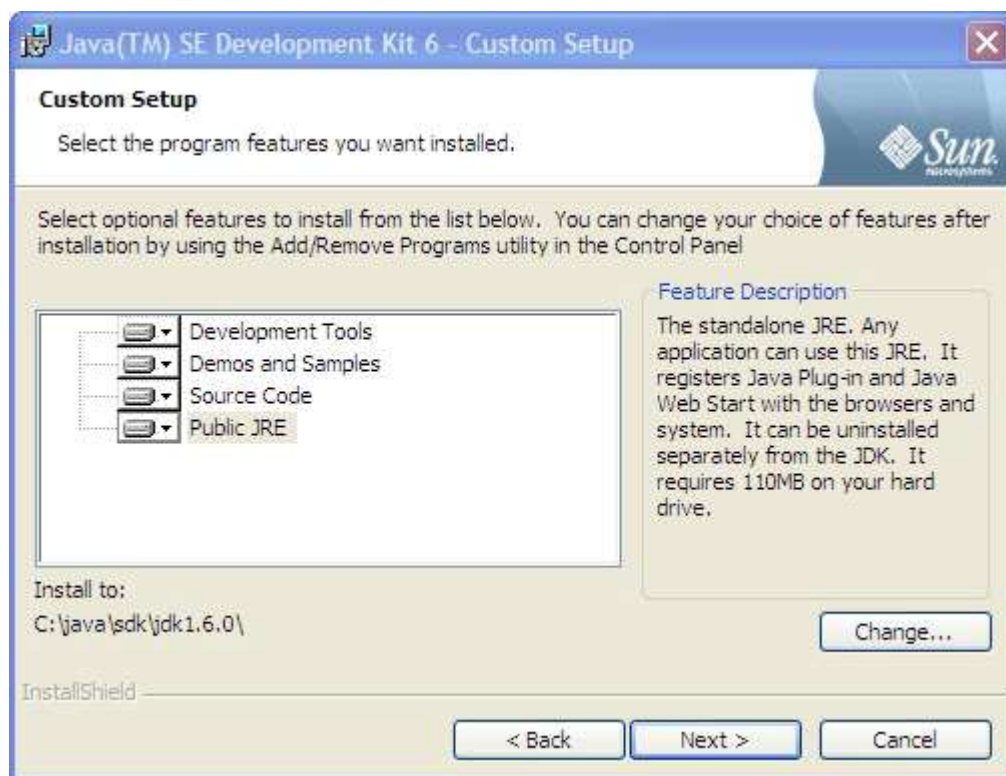 Java(TM) SE Development Kit 6 - Custom Setup
Custom Setup
Select the program features you want installed.
Sun
microsystems
Select optional features to install from the list below. You can change your choice of features after
installation by using the Add/Remove Programs utility in the Control Panel
Development Tools
Demos and Samples
Source Code
Public JRE
Feature Description
The standalone JRE. Any
application can use this JRE. It
registers Java Plug-in and Java
Web Start with the browsers and
system. It can be uninstalled
separately from the JDK. It
requires 110MB on your hard
drive.
Install to:
C:\java\sdk\jdk1.6.0\
Change...
InstallShield
< Back
Next >
Cancel